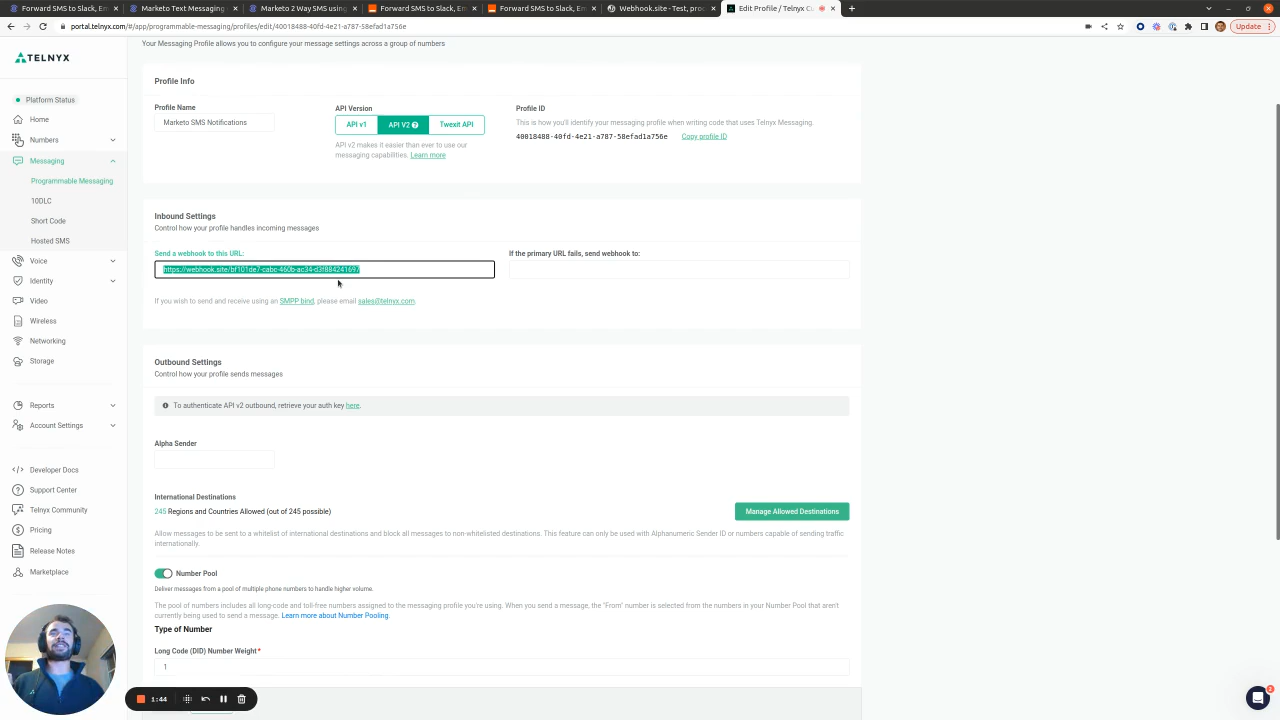 Forward SMS to Slack, Em
Marketo Text Messaging
Marketo 2 Way SMS using
Forward SMS to Slack, Em
Forward SMS to Slack, Em
Webhook.site - Test, proc
Edit Profile / Telnyx C
portal.telnyx.com/#/app/programmable-messaging/profiles/edit/40018488-40fd-4e21-a787-58efad1a756e
Update
TELNYX
Platform Status
Home
Numbers
Messaging
Programmable Messaging
10DLC
Short Code
Hosted SMS
Voice
Identity
Video
Wireless
Networking
Storage
Reports
Account Settings
Developer Docs
Support Center
Telnyx Community
Pricing
Release Notes
Marketplace
Your Messaging Profile allows you to configure your message settings across a group of numbers
Profile Info
Profile Name
Marketo SMS Notifications
API Version
API v1
API V2
Twexit API
API v2 makes it easier than ever to use our
messaging capabilities. Learn more
Profile ID
This is how you'll identify your messaging profile when writing code that uses Telnyx Messaging.
40018488-40fd-4e21-a787-58efad1a756e Copy profile ID
Inbound Settings
Control how your profile handles incoming messages
Send a webhook to this URL:
https://webhook.site/bf101de7-cabc-460b-ac34-d3f884241697
If the primary URL fails, send webhook to:
If you wish to send and receive using an SMPP bind, please email sales@telnyx.com.
Outbound Settings
Control how your profile sends messages
To authenticate API v2 outbound, retrieve your auth key here.
Alpha Sender
International Destinations
245 Regions and Countries Allowed (out of 245 possible)
Manage Allowed Destinations
Allow messages to be sent to a whitelist of international destinations and block all messages to non-whitelisted destinations. This feature can only be used with Alphanumeric Sender ID or numbers capable of sending traffic
internationally.
Number Pool
Deliver messages from a pool of multiple phone numbers to handle higher volume.
The pool of numbers includes all long-code and toll-free numbers assigned to the messaging profile you're using. When you send a message, the "From" number is selected from the numbers in your Number Pool that aren't
currently being used to send a message. Learn more about Number Pooling.
Type of Number
Long Code (DID) Number Weight*
1
1:44
2